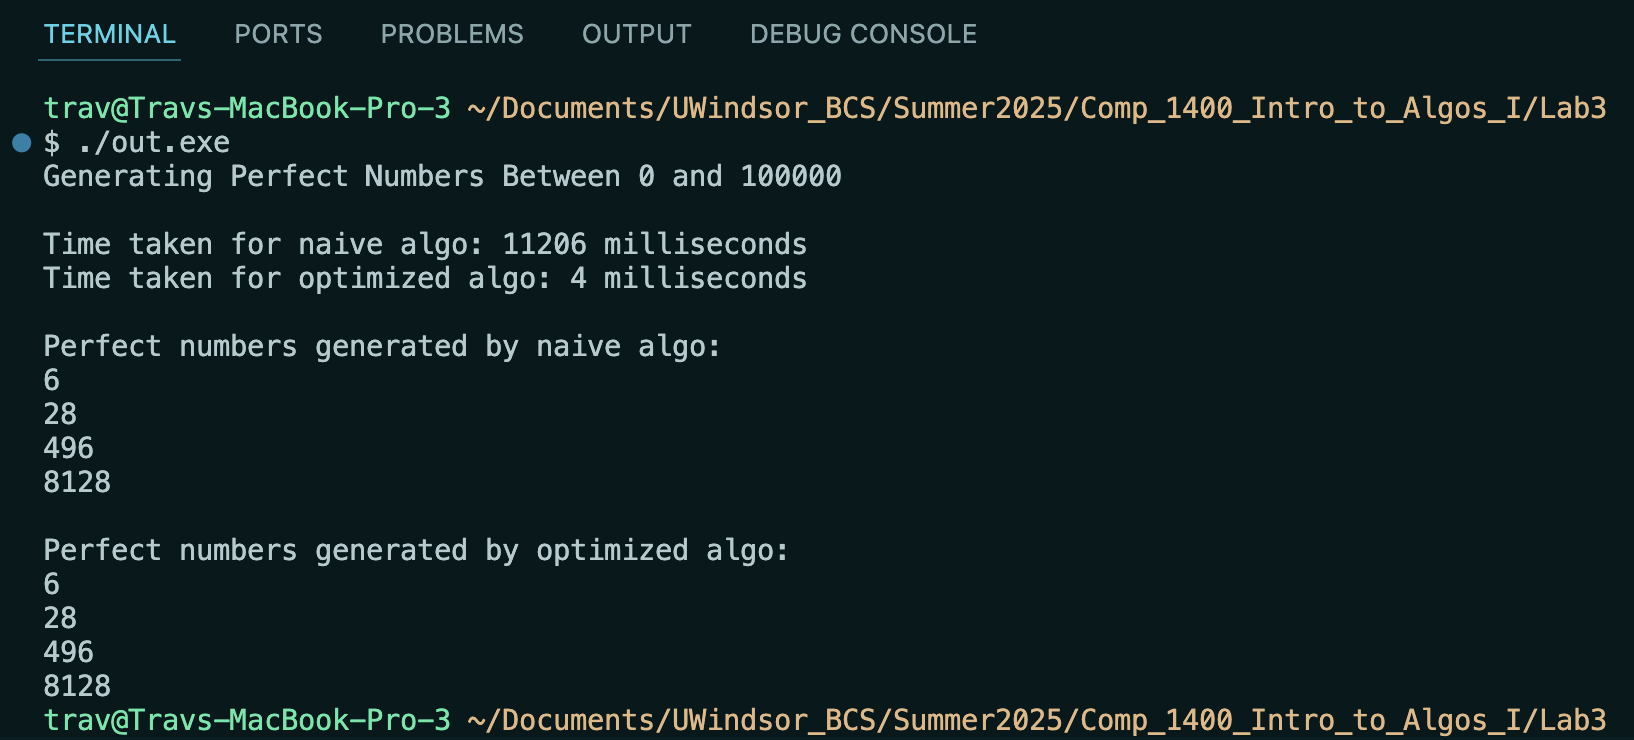 TERMINAL PORTS PROBLEMS OUTPUT DEBUG CONSOLE
trav@Travs-MacBook-Pro-3 ~/Documents/UWindsor_BCS/Summer2025/Comp_1400_Intro_to_Algos_I/Lab3
$ ./out.exe
Generating Perfect Numbers Between 0 and 100000
Time taken for naive algo: 11206 milliseconds
Time taken for optimized algo: 4 milliseconds
Perfect numbers generated by naive algo:
6
28
496
8128
Perfect numbers generated by optimized algo:
6
28
496
8128
trav@Travs-MacBook-Pro-3 ~/Documents/UWindsor_BCS/Summer2025/Comp_1400_Intro_to_Algos_I/Lab3